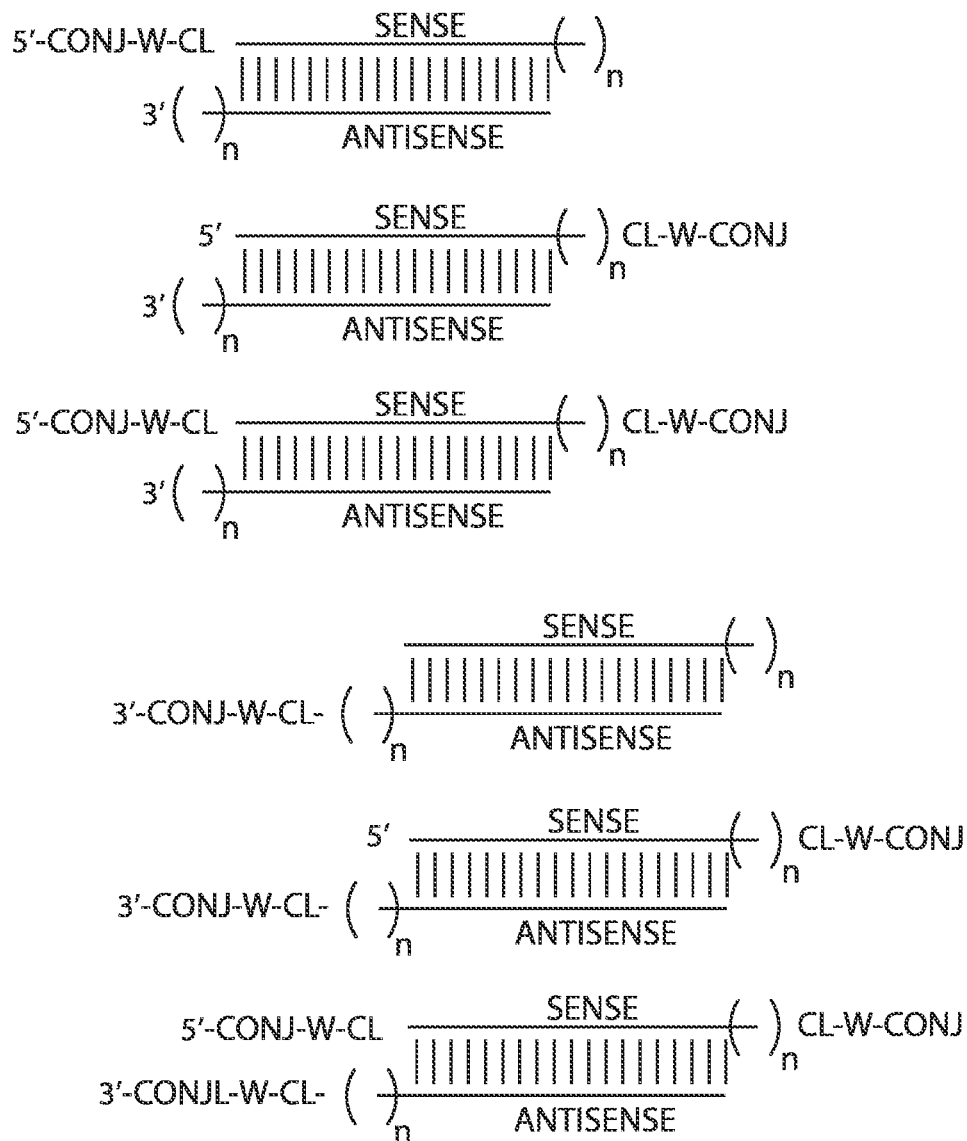 5'-CONJ-W-CL SENSE ( )n
3' ( )n ANTISENSE
5' SENSE ( )n CL-W-CONJ
3' ( )n ANTISENSE
5'-CONJ-W-CL SENSE ( )n CL-W-CONJ
3' ( )n ANTISENSE
SENSE ( )n
3'-CONJ-W-CL- ( )n ANTISENSE
5' SENSE ( )n CL-W-CONJ
3'-CONJ-W-CL- ( )n ANTISENSE
5'-CONJ-W-CL SENSE ( )n CL-W-CONJ
3'-CONJL-W-CL- ( )n ANTISENSE